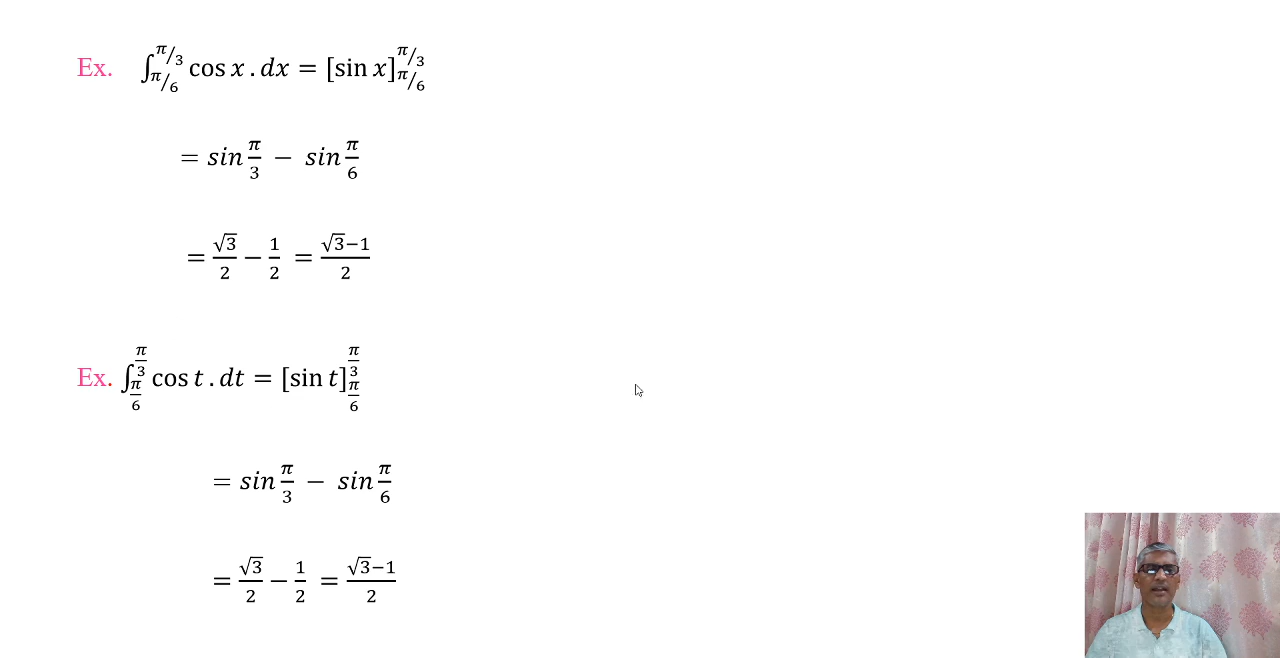 Ex. ∫_{π/6}^{π/3} cos x . dx = [sin x]_{π/6}^{π/3}
= sin π/3 − sin π/6
= √3/2 − 1/2 = (√3−1)/2
Ex. ∫_{π/6}^{π/3} cos t . dt = [sin t]_{π/6}^{π/3}
= sin π/3 − sin π/6
= √3/2 − 1/2 = (√3−1)/2